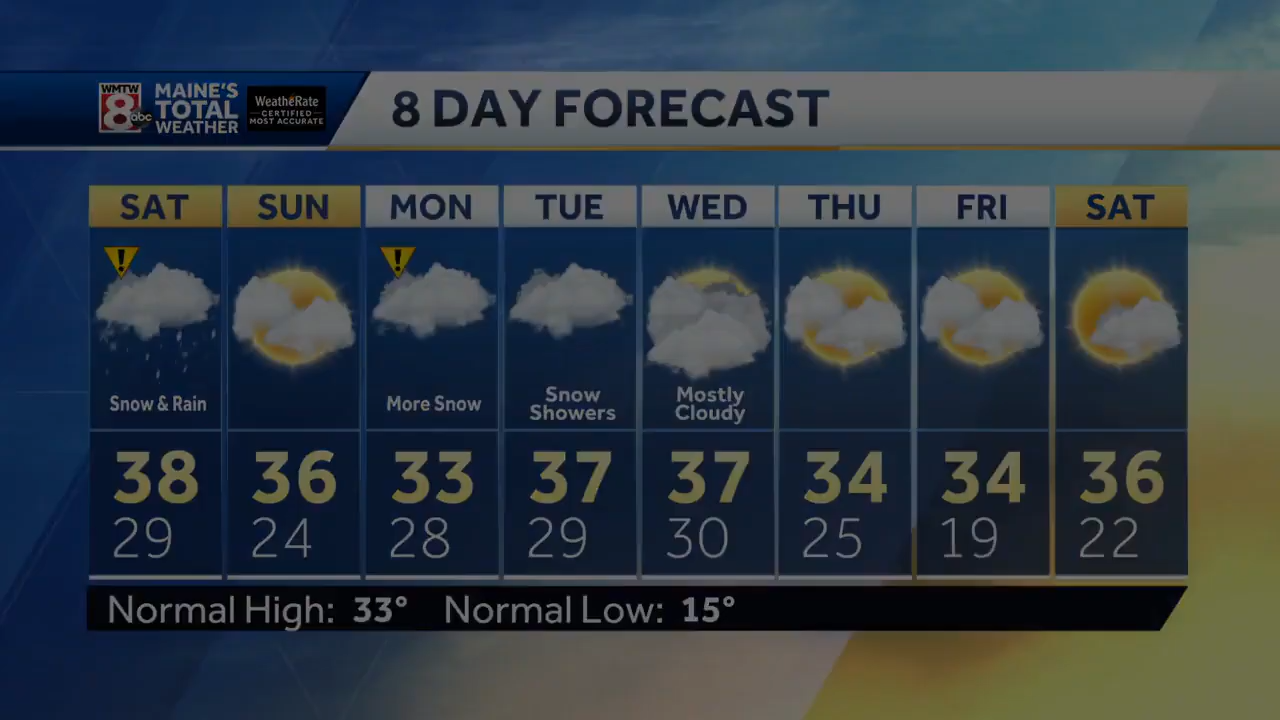 WMTW
8
abc
MAINE'S
TOTAL
WEATHER
WeatheRate
CERTIFIED
MOST ACCURATE
8 DAY FORECAST
SAT SUN MON TUE WED THU FRI SAT
! !
Snow & Rain More Snow Snow Showers Mostly Cloudy
38 36 33 37 37 34 34 36
29 24 28 29 30 25 19 22
Normal High: 33° Normal Low: 15°